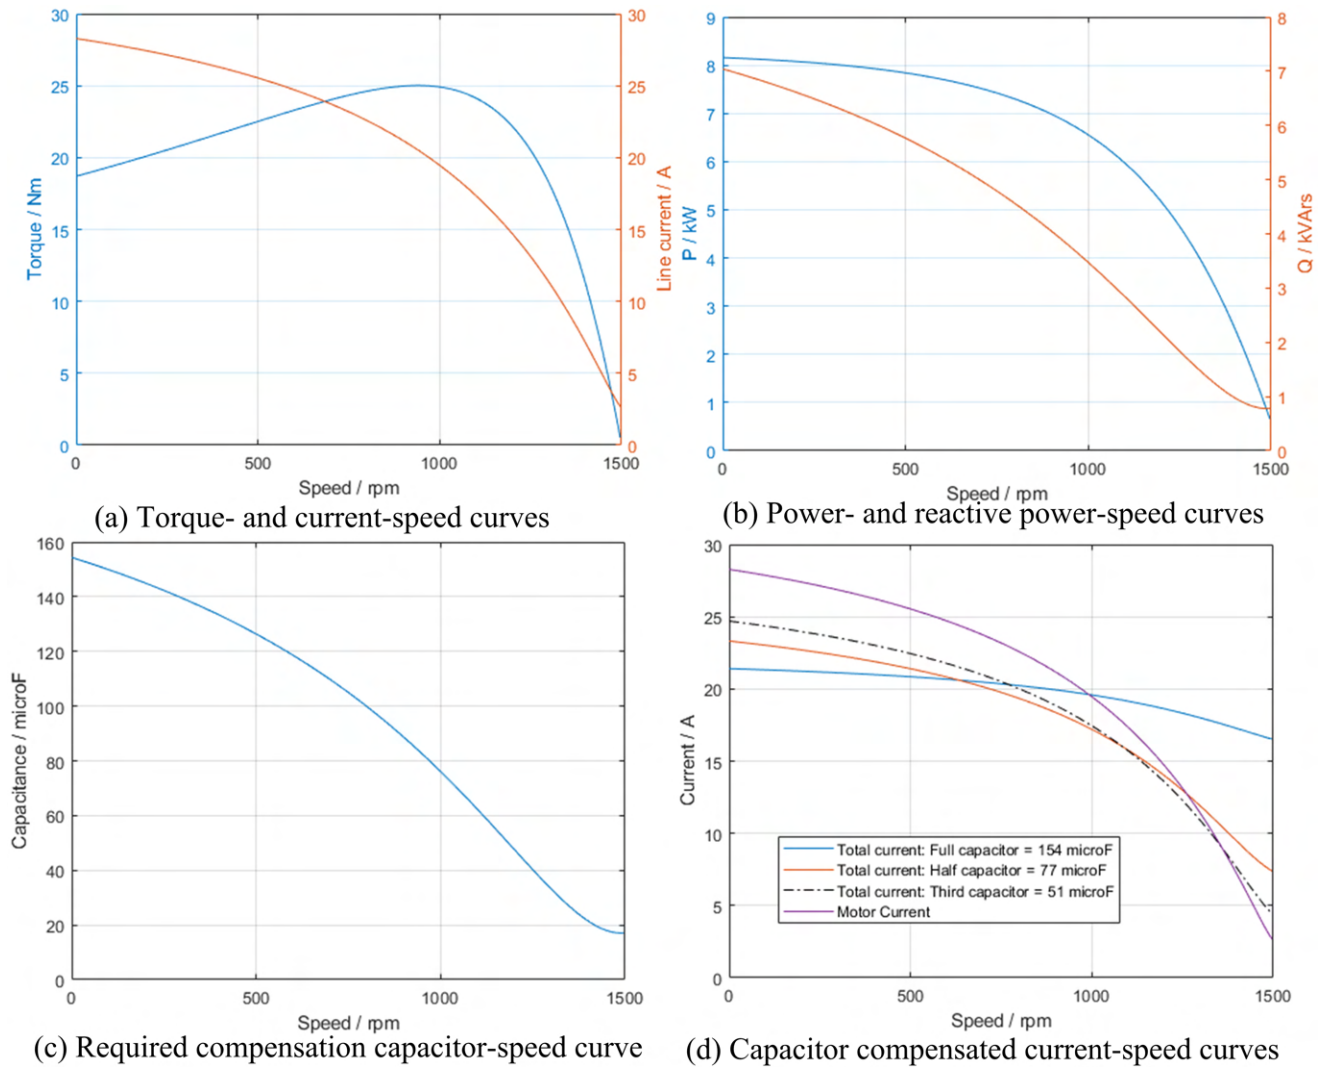 30
25
20
15
10
5
0
Torque / Nm
30
25
20
15
10
5
0
Line current / A
0 500 1000 1500
Speed / rpm
(a) Torque- and current-speed curves
9
8
7
6
5
4
3
2
1
0
P / kW
8
7
6
5
4
3
2
1
0
Q / kVArs
0 500 1000 1500
Speed / rpm
(b) Power- and reactive power-speed curves
160
140
120
100
80
60
40
20
0
Capacitance / microF
0 500 1000 1500
Speed / rpm
(c) Required compensation capacitor-speed curve
30
25
20
15
10
5
0
Current / A
Total current: Full capacitor = 154 microF
Total current: Half capacitor = 77 microF
Total current: Third capacitor = 51 microF
Motor Current
0 500 1000 1500
Speed / rpm
(d) Capacitor compensated current-speed curves